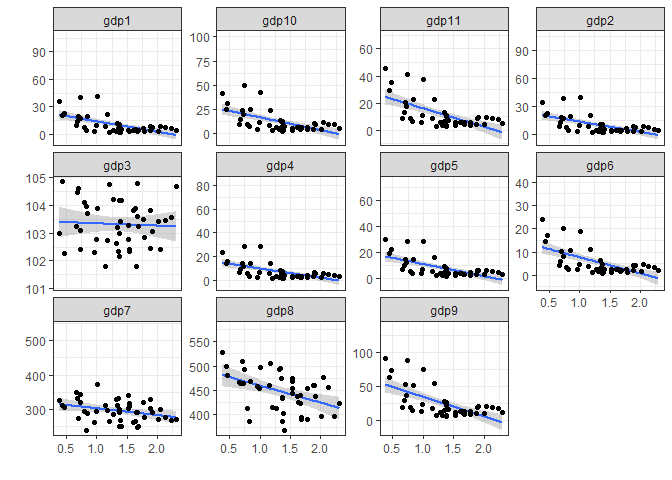 gdp1 gdp10 gdp11 gdp2
90 60 30 0
100 75 50 25 0
60 40 20 0
90 60 30 0
gdp3 gdp4 gdp5 gdp6
105 104 103 102 101
80 60 40 20 0
60 40 20 0
40 30 20 10 0
0.5 1.0 1.5 2.0
gdp7 gdp8 gdp9
500 400 300
550 500 450 400
100 50 0
0.5 1.0 1.5 2.0
0.5 1.0 1.5 2.0
0.5 1.0 1.5 2.0